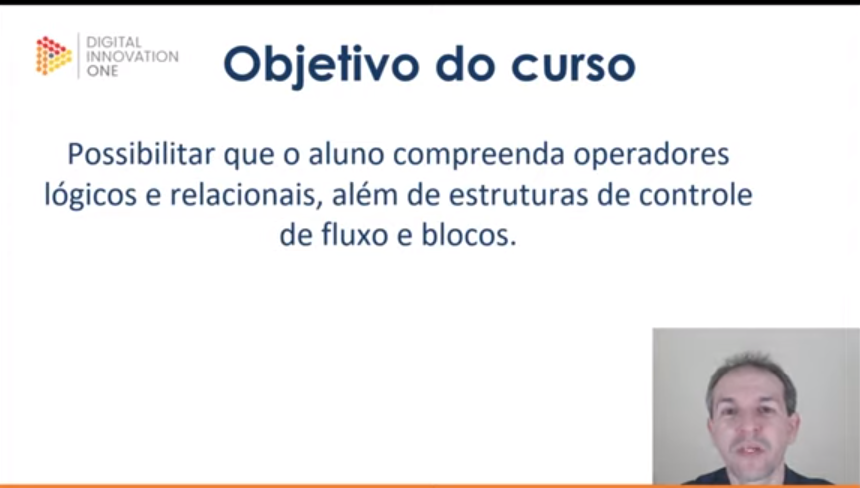 DIGITAL
INNOVATION
ONE
Objetivo do curso
Possibilitar que o aluno compreenda operadores
lógicos e relacionais, além de estruturas de controle
de fluxo e blocos.